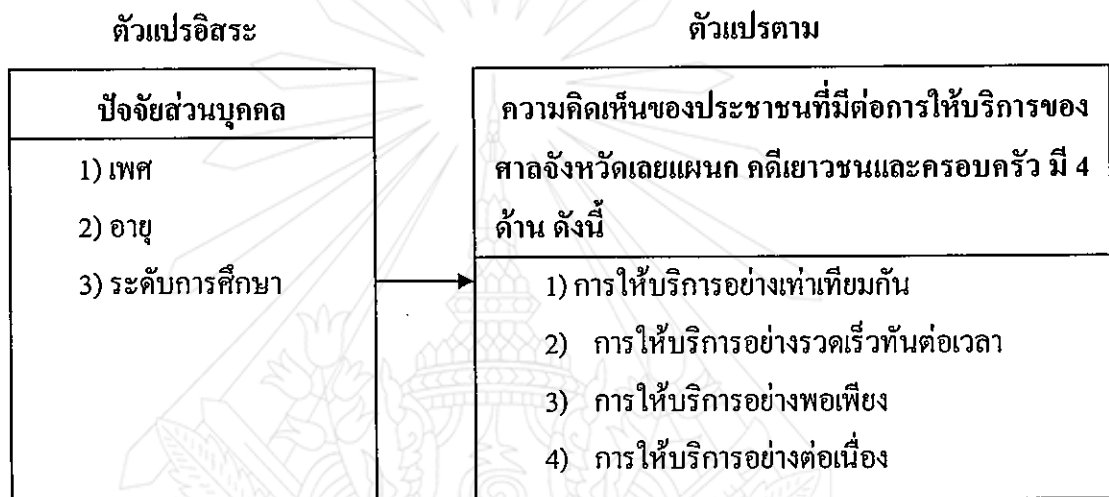 ตัวแปรอิสระ
ตัวแปรตาม
ปัจจัยส่วนบุคคล
1) เพศ
2) อายุ
3) ระดับการศึกษา
ความคิดเห็นของประชาชนที่มีต่อการให้บริการของ
ศาลจังหวัดเลยแผนก คดีเยาวชนและครอบครัว มี 4
ด้าน ดังนี้
1) การให้บริการอย่างเท่าเทียมกัน
2) การให้บริการอย่างรวดเร็วทันต่อเวลา
3) การให้บริการอย่างพอเพียง
4) การให้บริการอย่างต่อเนื่อง